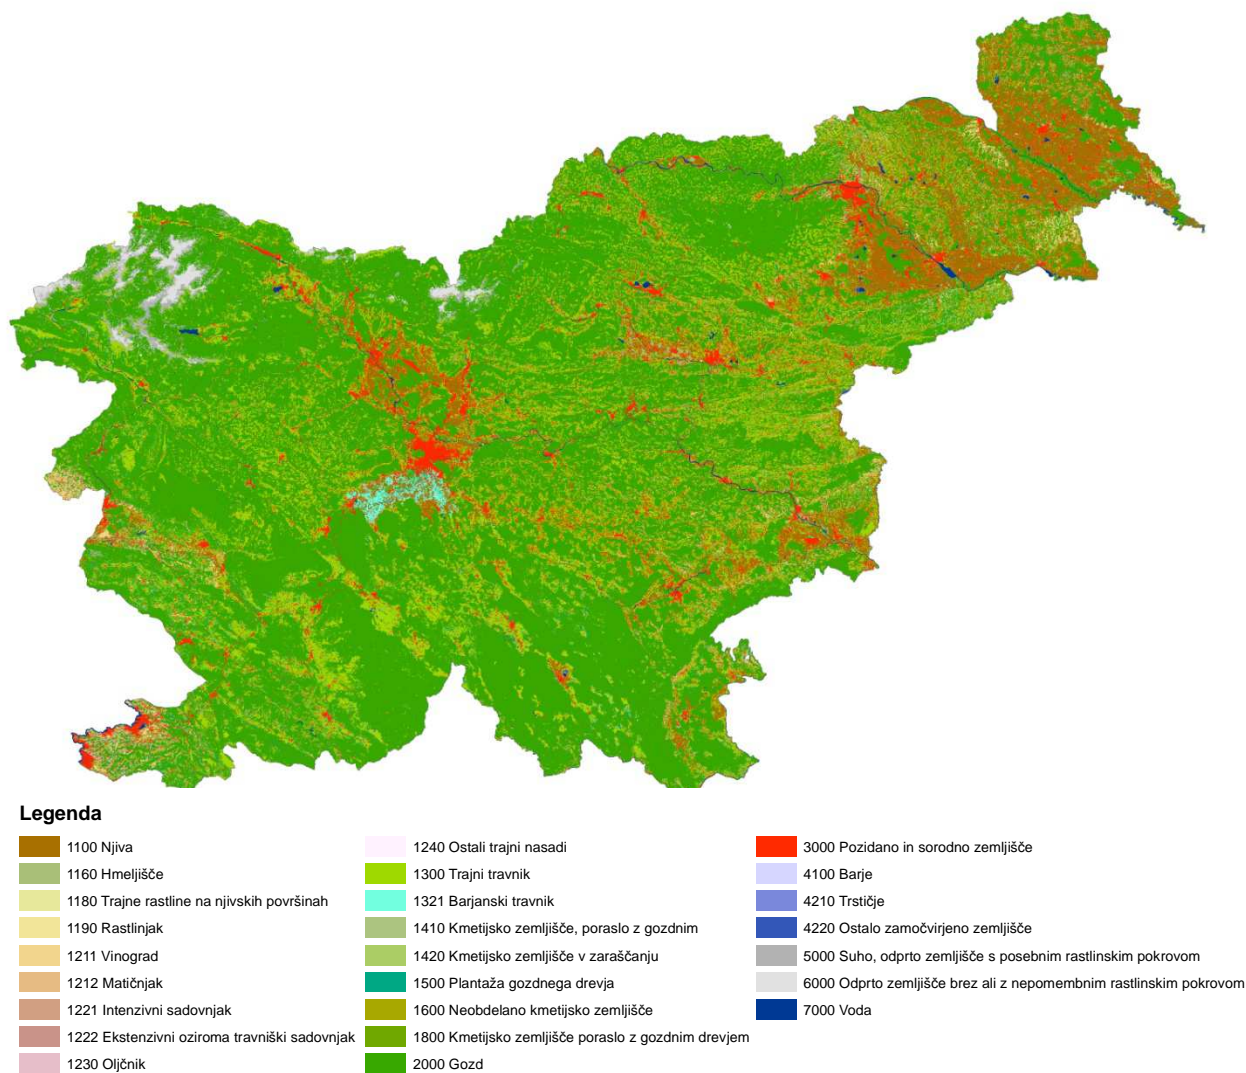 Legenda
1100 Njiva
1160 Hmeljišče
1180 Trajne rastline na njivskih površinah
1190 Rastlinjak
1211 Vinograd
1212 Matičnjak
1221 Intenzivni sadovnjak
1222 Ekstenzivni oziroma travniški sadovnjak
1230 Oljčnik
1240 Ostali trajni nasadi
1300 Trajni travnik
1321 Barjanski travnik
1410 Kmetijsko zemljišče, poraslo z gozdnim
1420 Kmetijsko zemljišče v zaraščanju
1500 Plantaža gozdnega drevja
1600 Neobdelano kmetijsko zemljišče
1800 Kmetijsko zemljišče poraslo z gozdnim drevjem
2000 Gozd
3000 Pozidano in sorodno zemljišče
4100 Barje
4210 Trstičje
4220 Ostalo zamočvirjeno zemljišče
5000 Suho, odprto zemljišče s posebnim rastlinskim pokrovom
6000 Odprto zemljišče brez ali z nepomembnim rastlinskim pokrovom
7000 Voda